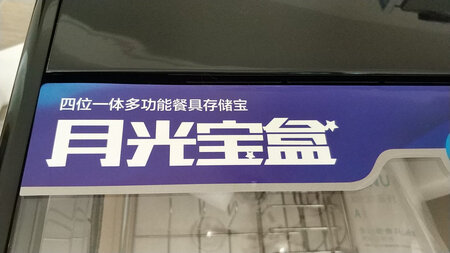 四位一体多功能餐具存储宝
月光宝盒